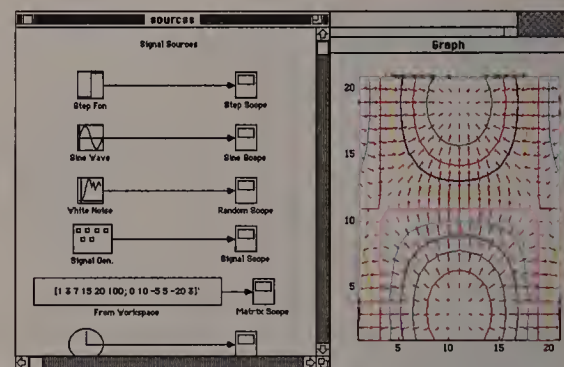 sources
Signal Sources
Step Fcn
Step Scope
Sine Wave
Sine Scope
White Noise
Random Scope
Signal Gen.
Signal Scope
[1 3 7 15 20 100; 0 10 -5 5 -20 3]'
From Workspace
Matrix Scope
Graph
20
15
10
5
5
10
15
20